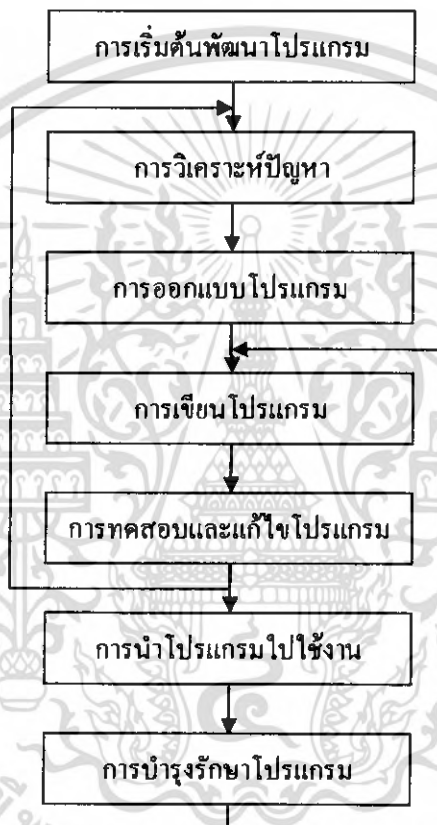 การเริ่มต้นพัฒนาโปรแกรม
การวิเคราะห์ปัญหา
การออกแบบโปรแกรม
การเขียนโปรแกรม
การทดสอบและแก้ไขโปรแกรม
การนำโปรแกรมไปใช้งาน
การบำรุงรักษาโปรแกรม